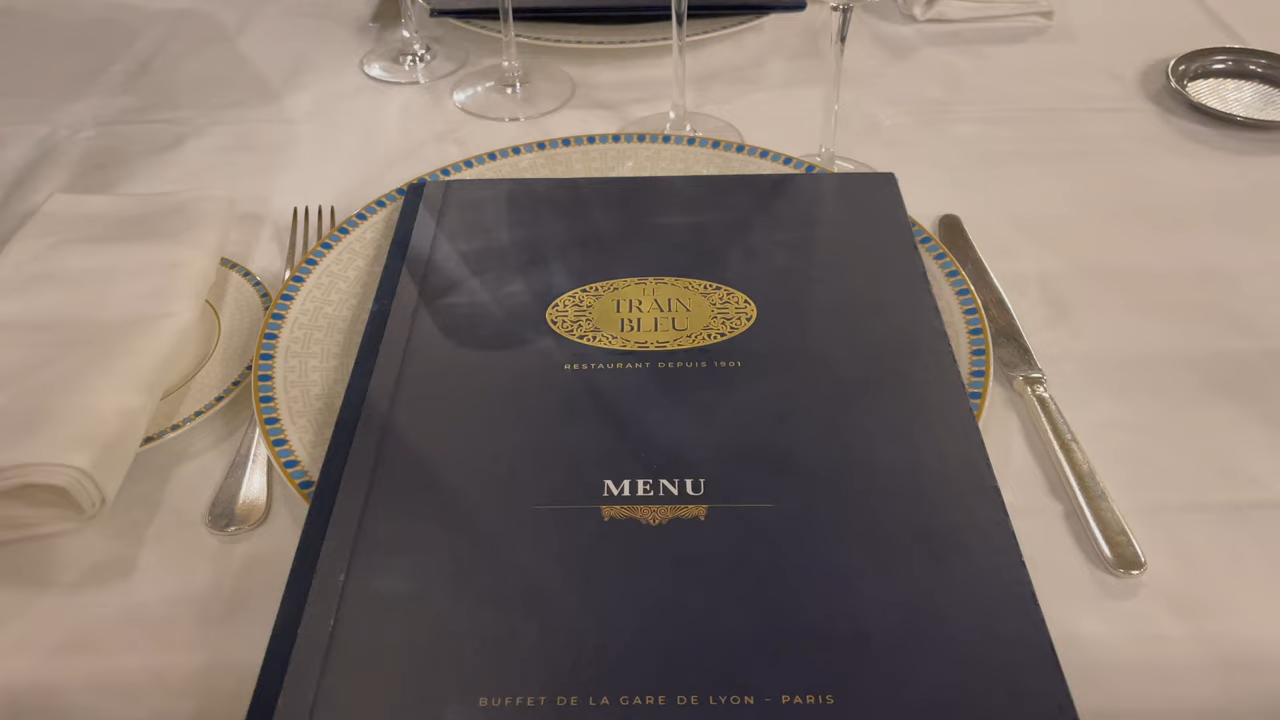 LE
TRAIN
BLEU
RESTAURANT DEPUIS 1901
MENU
BUFFET DE LA GARE DE LYON – PARIS